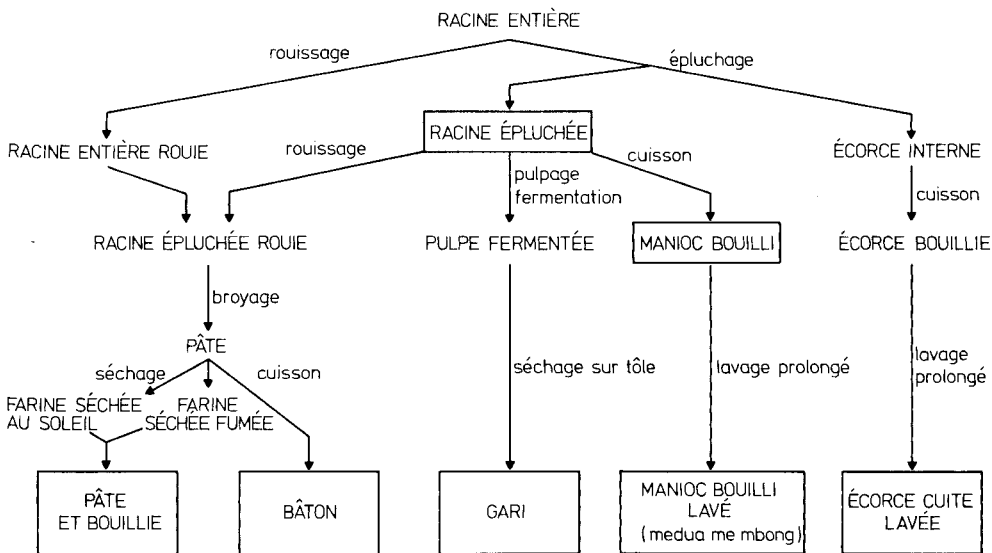 RACINE ENTIÈRE
rouissage
épluchage
RACINE ENTIÈRE ROUIE
rouissage
RACINE ÉPLUCHÉE
cuisson
ÉCORCE INTERNE
pulpage
fermentation
cuisson
RACINE ÉPLUCHÉE ROUIE
PULPE FERMENTÉE
MANIOC BOUILLI
ÉCORCE BOUILLIE
broyage
PÂTE
séchage
cuisson
séchage sur tôle
lavage prolongé
lavage
prolongé
FARINE SÉCHÉE
AU SOLEIL
FARINE
SÉCHÉE FUMÉE
PÂTE
ET BOUILLIE
BÂTON
GARI
MANIOC BOUILLI
LAVÉ
(medua me mbong)
ÉCORCE CUITE
LAVÉE